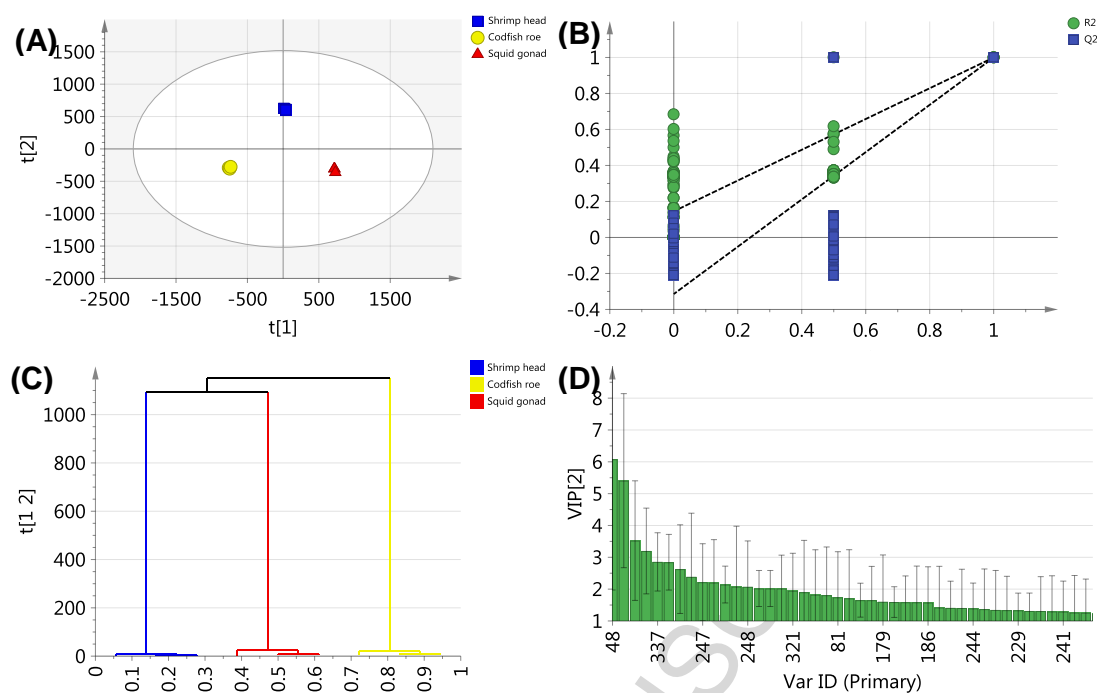 (A)
Shrimp head
Codfish roe
Squid gonad
t[2]
1500
1000
500
0
-500
-1000
-1500
-2000
-2500 -1500 -500 500 1500
t[1]
(B)
R2
Q2
1
0.8
0.6
0.4
0.2
0
-0.2
-0.4
-0.2 0 0.2 0.4 0.6 0.8 1
(C)
Shrimp head
Codfish roe
Squid gonad
t[1 2]
1000
800
600
400
200
0
0 0.1 0.2 0.3 0.4 0.5 0.6 0.7 0.8 0.9 1
(D)
VIP[2]
8
7
6
5
4
3
2
1
48 337 247 248 321 81 179 186 244 229 241
Var ID (Primary)